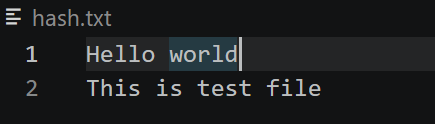 hash.txt
1 Hello world
2 This is test file